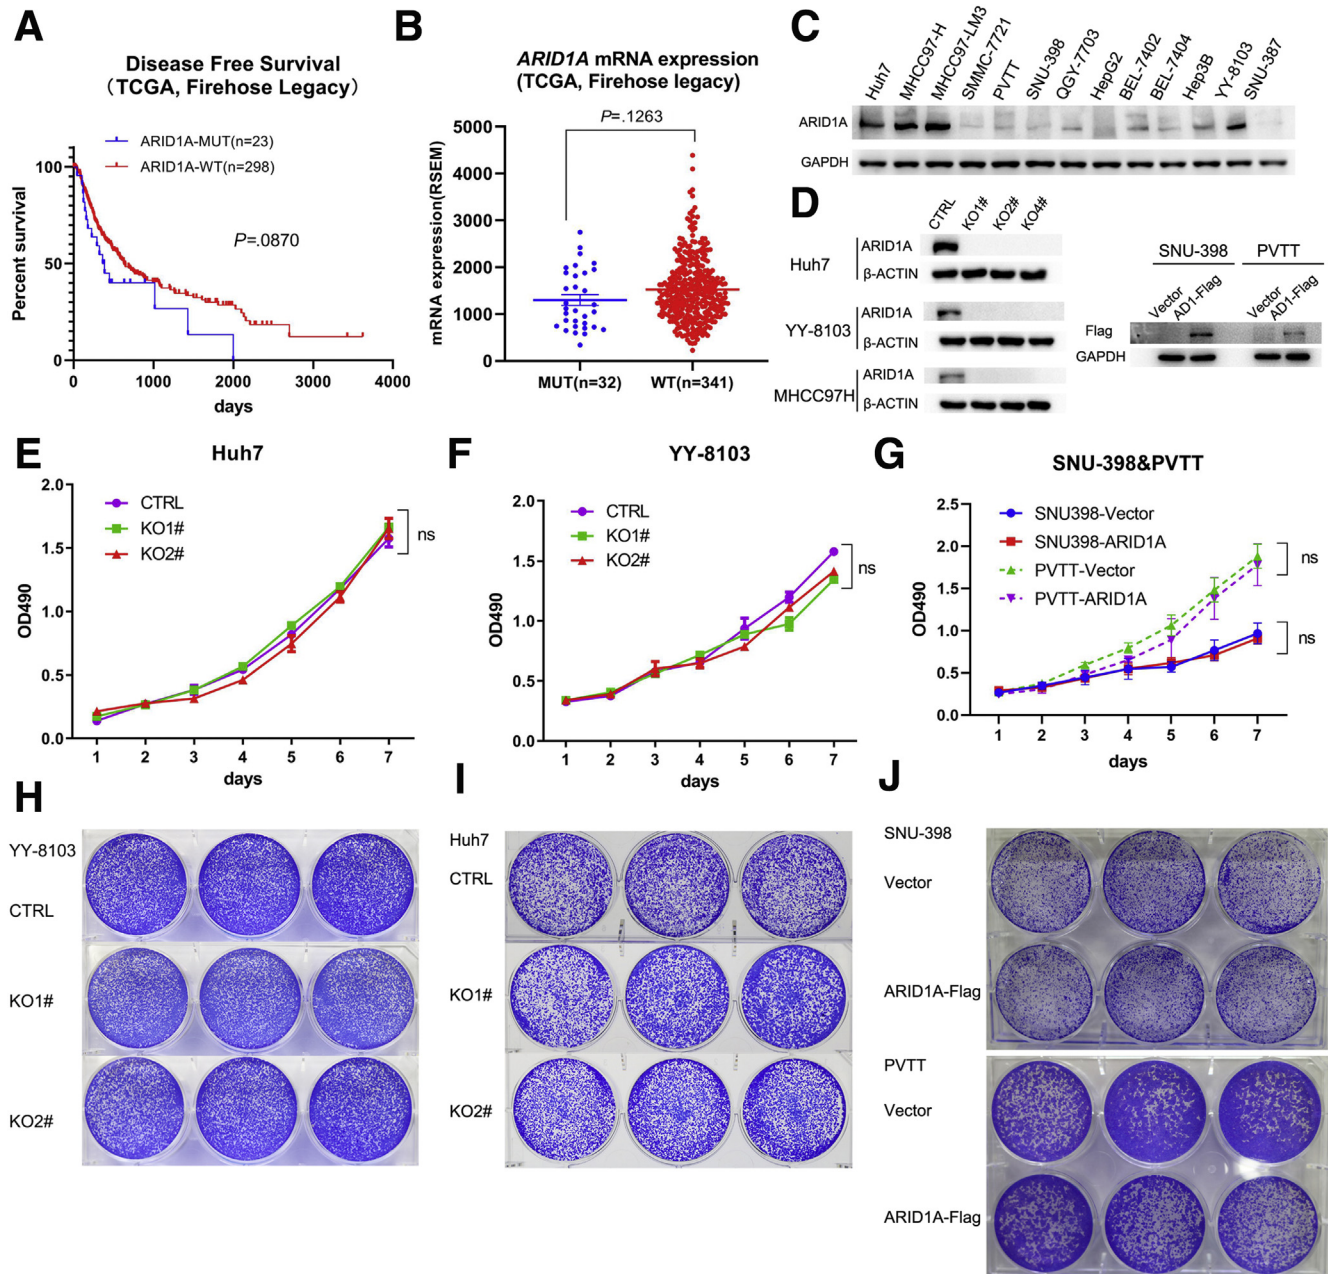 A
Disease Free Survival
（TCGA, Firehose Legacy）
ARID1A-MUT(n=23)
ARID1A-WT(n=298)
P=.0870
Percent survival
100
50
0
0 1000 2000 3000 4000
days
B
ARID1A mRNA expression
(TCGA, Firehose legacy)
P=.1263
mRNA expression(RSEM)
5000
4000
3000
2000
1000
0
MUT(n=32) WT(n=341)
C
Huh7 MHCC97-H MHCC97-LM3 SMMC-7721 PVTT SNU-398 QGY-7703 HepG2 BEL-7402 BEL-7404 Hep3B YY-8103 SNU-387
ARID1A
GAPDH
D
CTRL KO1# KO2# KO4#
Huh7
ARID1A
β-ACTIN
YY-8103
ARID1A
β-ACTIN
MHCC97H
ARID1A
β-ACTIN
SNU-398 PVTT
Vector AD1-Flag Vector AD1-Flag
Flag
GAPDH
E
Huh7
CTRL
KO1#
KO2#
ns
OD490
2.0
1.5
1.0
0.5
0.0
1 2 3 4 5 6 7
days
F
YY-8103
CTRL
KO1#
KO2#
ns
OD490
2.0
1.5
1.0
0.5
0.0
1 2 3 4 5 6 7
days
G
SNU-398&PVTT
SNU398-Vector
SNU398-ARID1A
PVTT-Vector
PVTT-ARID1A
ns
ns
OD490
2.5
2.0
1.5
1.0
0.5
0.0
1 2 3 4 5 6 7
days
H
YY-8103
CTRL
KO1#
KO2#
I
Huh7
CTRL
KO1#
KO2#
J
SNU-398
Vector
ARID1A-Flag
PVTT
Vector
ARID1A-Flag